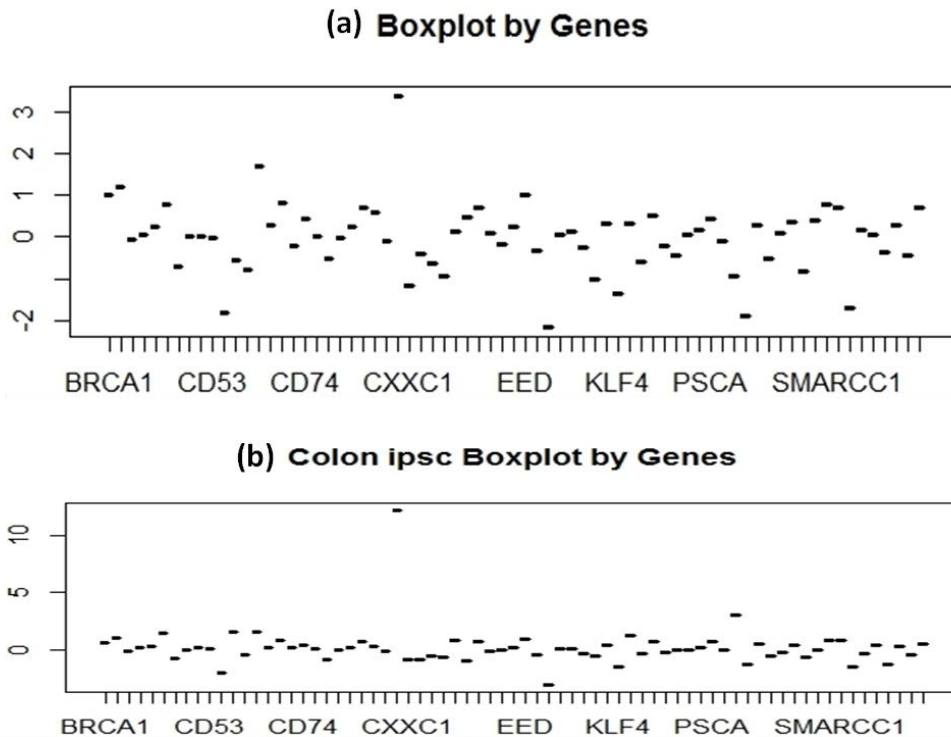 (a) Boxplot by Genes
3
2
1
0
-2
BRCA1 CD53 CD74 CXXC1 EED KLF4 PSCA SMARCC1
(b) Colon ipsc Boxplot by Genes
10
5
0
BRCA1 CD53 CD74 CXXC1 EED KLF4 PSCA SMARCC1